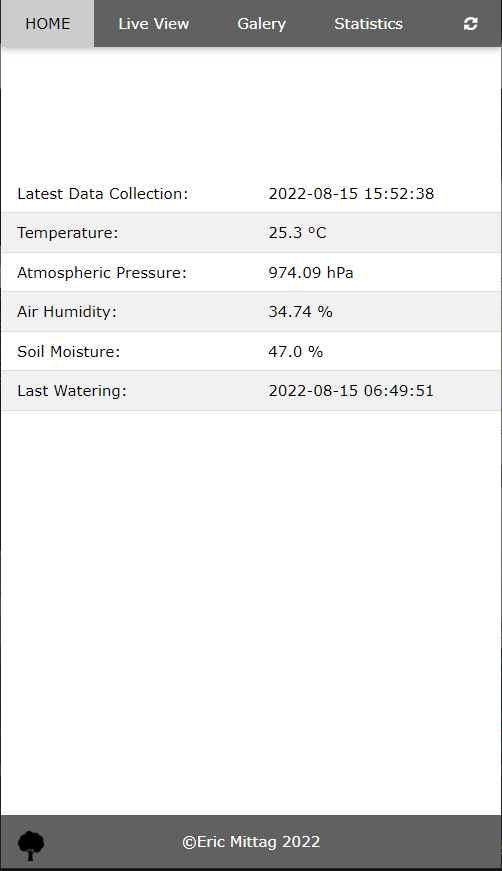 HOME Live View Galery Statistics
Latest Data Collection: 2022-08-15 15:52:38
Temperature: 25.3 °C
Atmospheric Pressure: 974.09 hPa
Air Humidity: 34.74 %
Soil Moisture: 47.0 %
Last Watering: 2022-08-15 06:49:51
©Eric Mittag 2022